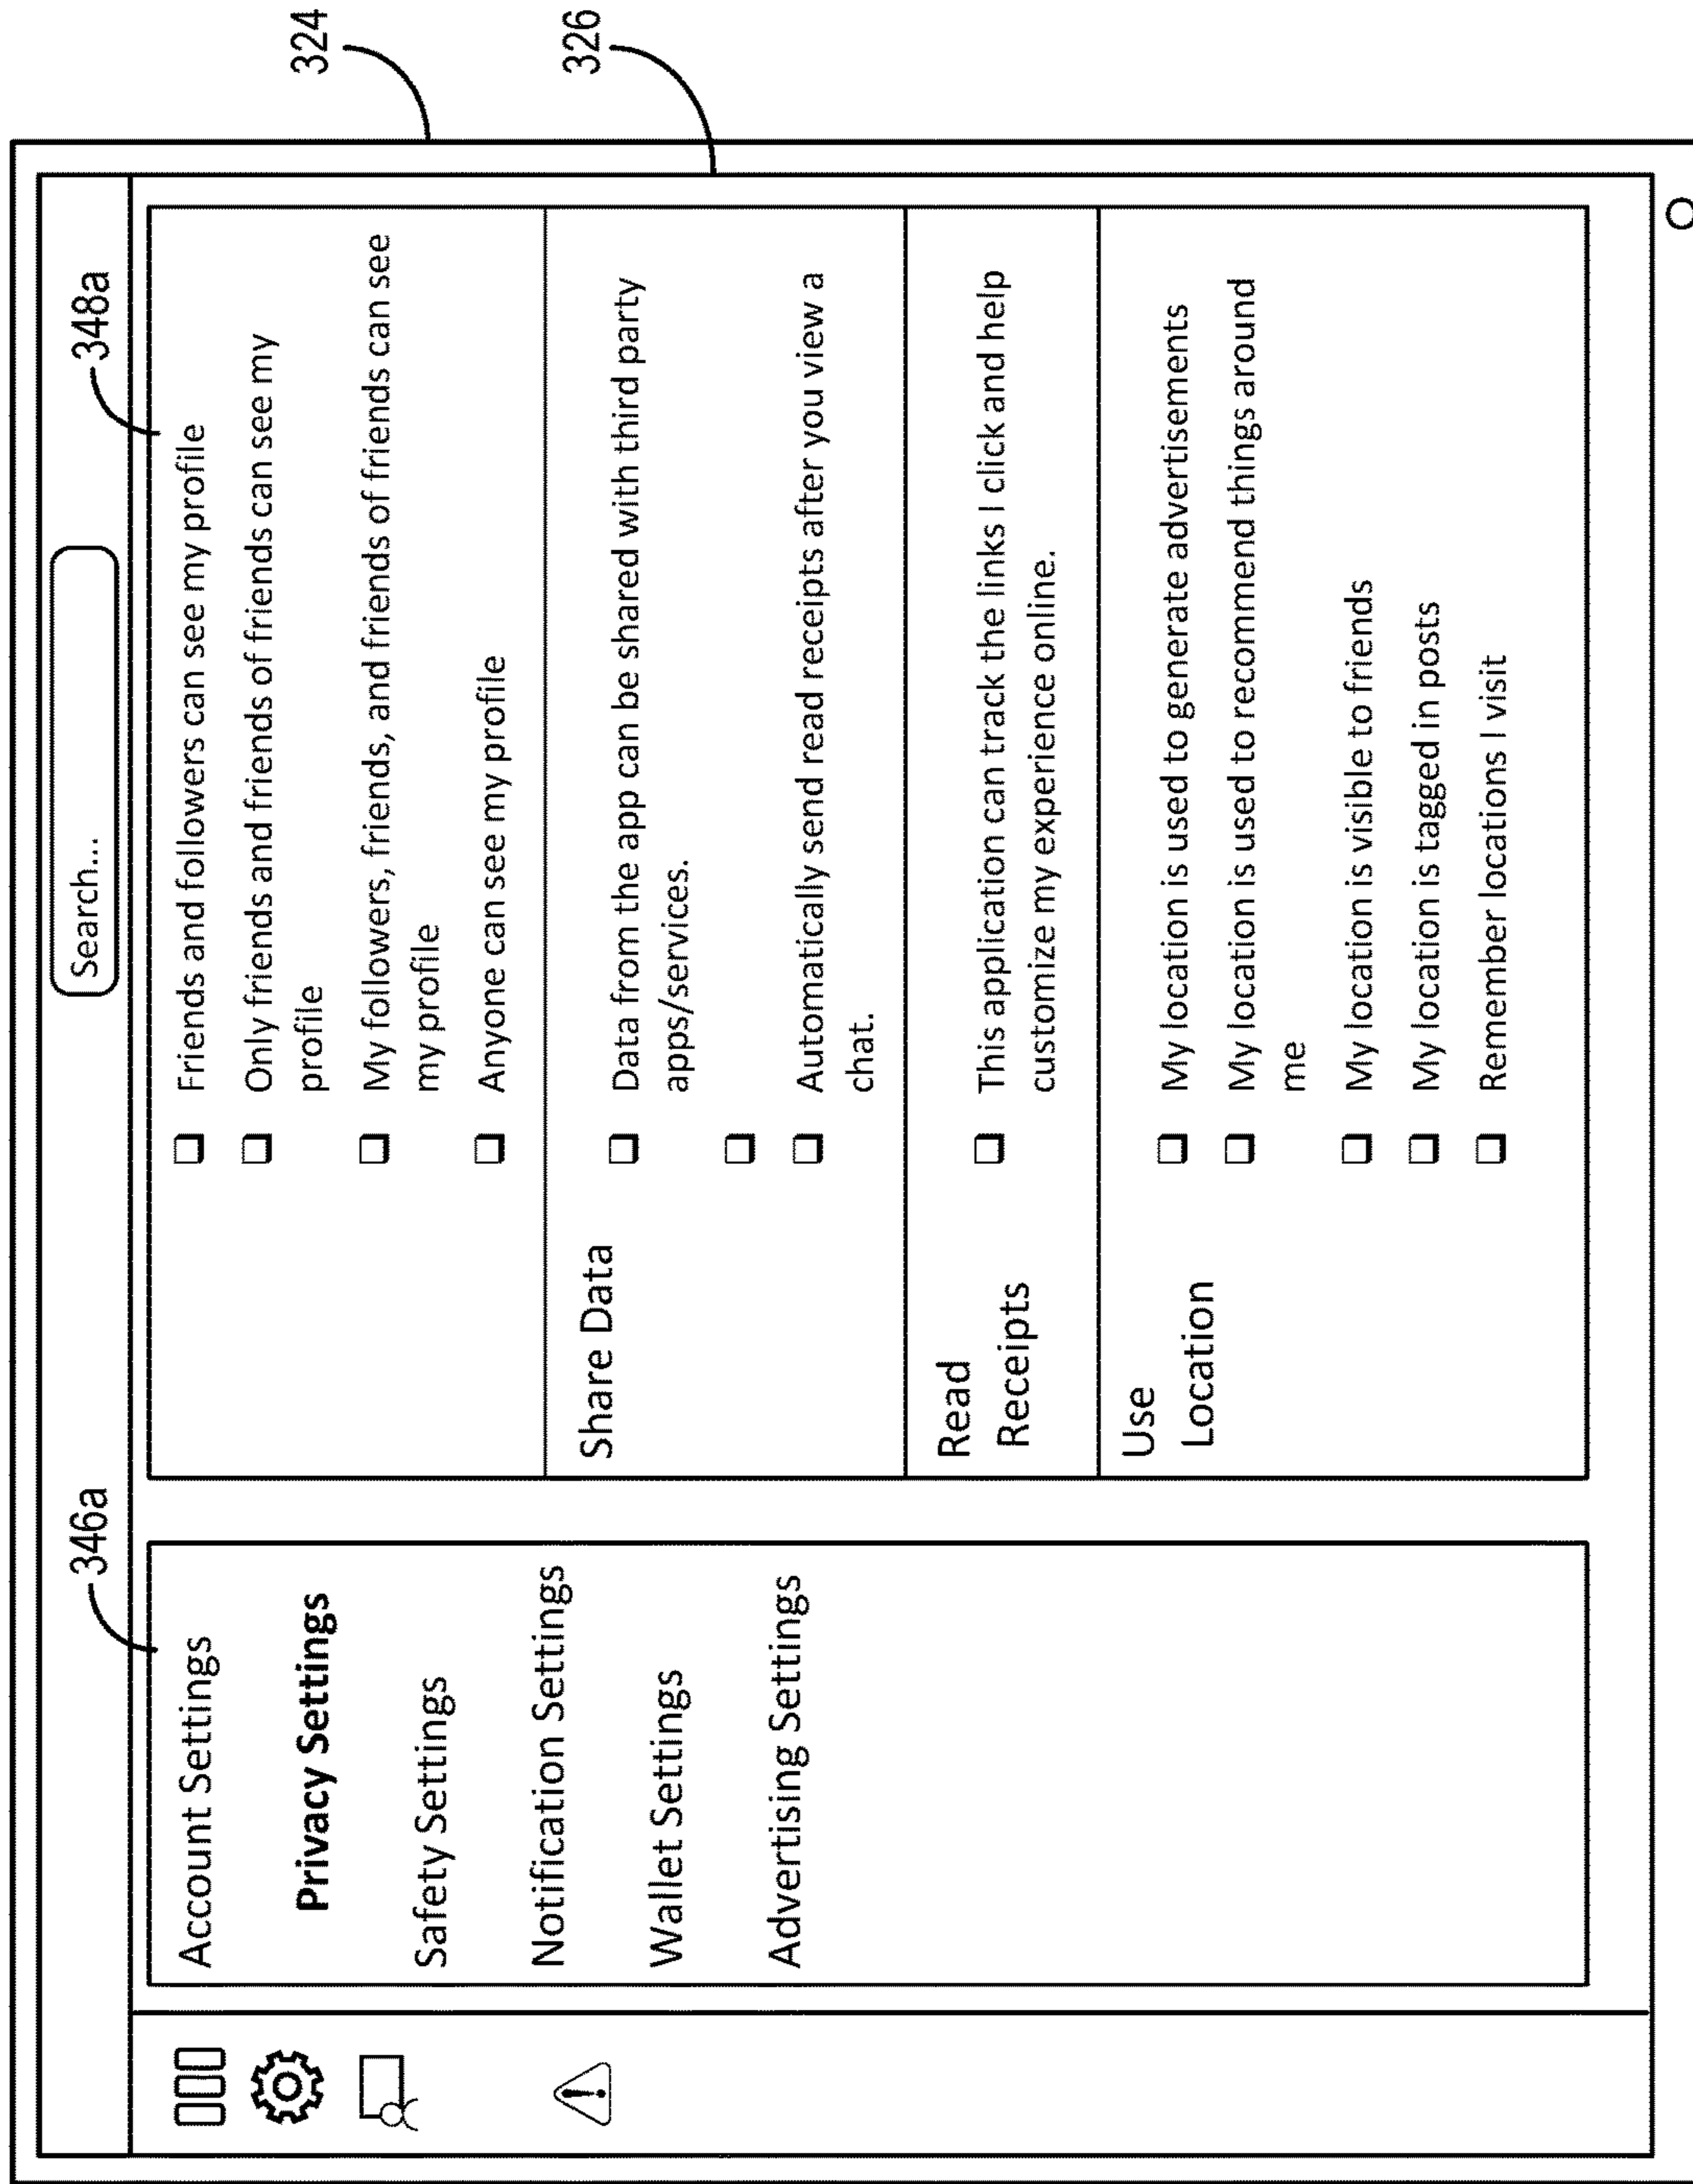 324
326
Search...
346a
348a
Account Settings
Privacy Settings
Safety Settings
Notification Settings
Wallet Settings
Advertising Settings
Friends and followers can see my profile
Only friends and friends of friends can see my
profile
My followers, friends, and friends of friends can see
my profile
Anyone can see my profile
Share Data
Data from the app can be shared with third party
apps/services.
Automatically send read receipts after you view a
chat.
Read
Receipts
This application can track the links I click and help
customize my experience online.
Use
Location
My location is used to generate advertisements
My location is used to recommend things around
me
My location is visible to friends
My location is tagged in posts
Remember locations I visit